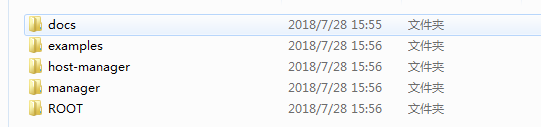 docs 2018/7/28 15:55 文件夹
examples 2018/7/28 15:56 文件夹
host-manager 2018/7/28 15:56 文件夹
manager 2018/7/28 15:56 文件夹
ROOT 2018/7/28 15:56 文件夹